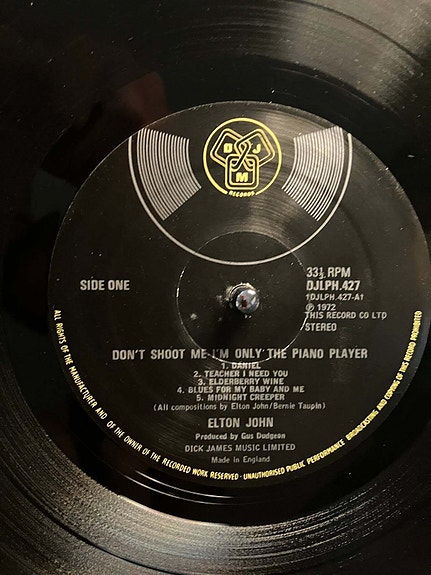 D J M
RECORDS
SIDE ONE
33⅓ RPM
DJLPH.427
†DJLPH.427-A†
℗ 1972
THIS RECORD CO LTD
STEREO
DON'T SHOOT ME I'M ONLY THE PIANO PLAYER
1. DANIEL
2. TEACHER I NEED YOU
3. ELDERBERRY WINE
4. BLUES FOR MY BABY AND ME
5. MIDNIGHT CREEPER
(All compositions by Elton John/Bernie Taupin)
ELTON JOHN
Produced by Gus Dudgeon
DICK JAMES MUSIC LIMITED
Made in England
ALL RIGHTS OF THE MANUFACTURER AND OF THE OWNER OF THE RECORDED WORK RESERVED · UNAUTHORISED PUBLIC PERFORMANCE BROADCASTING AND COPYING OF THIS RECORD PROHIBITED